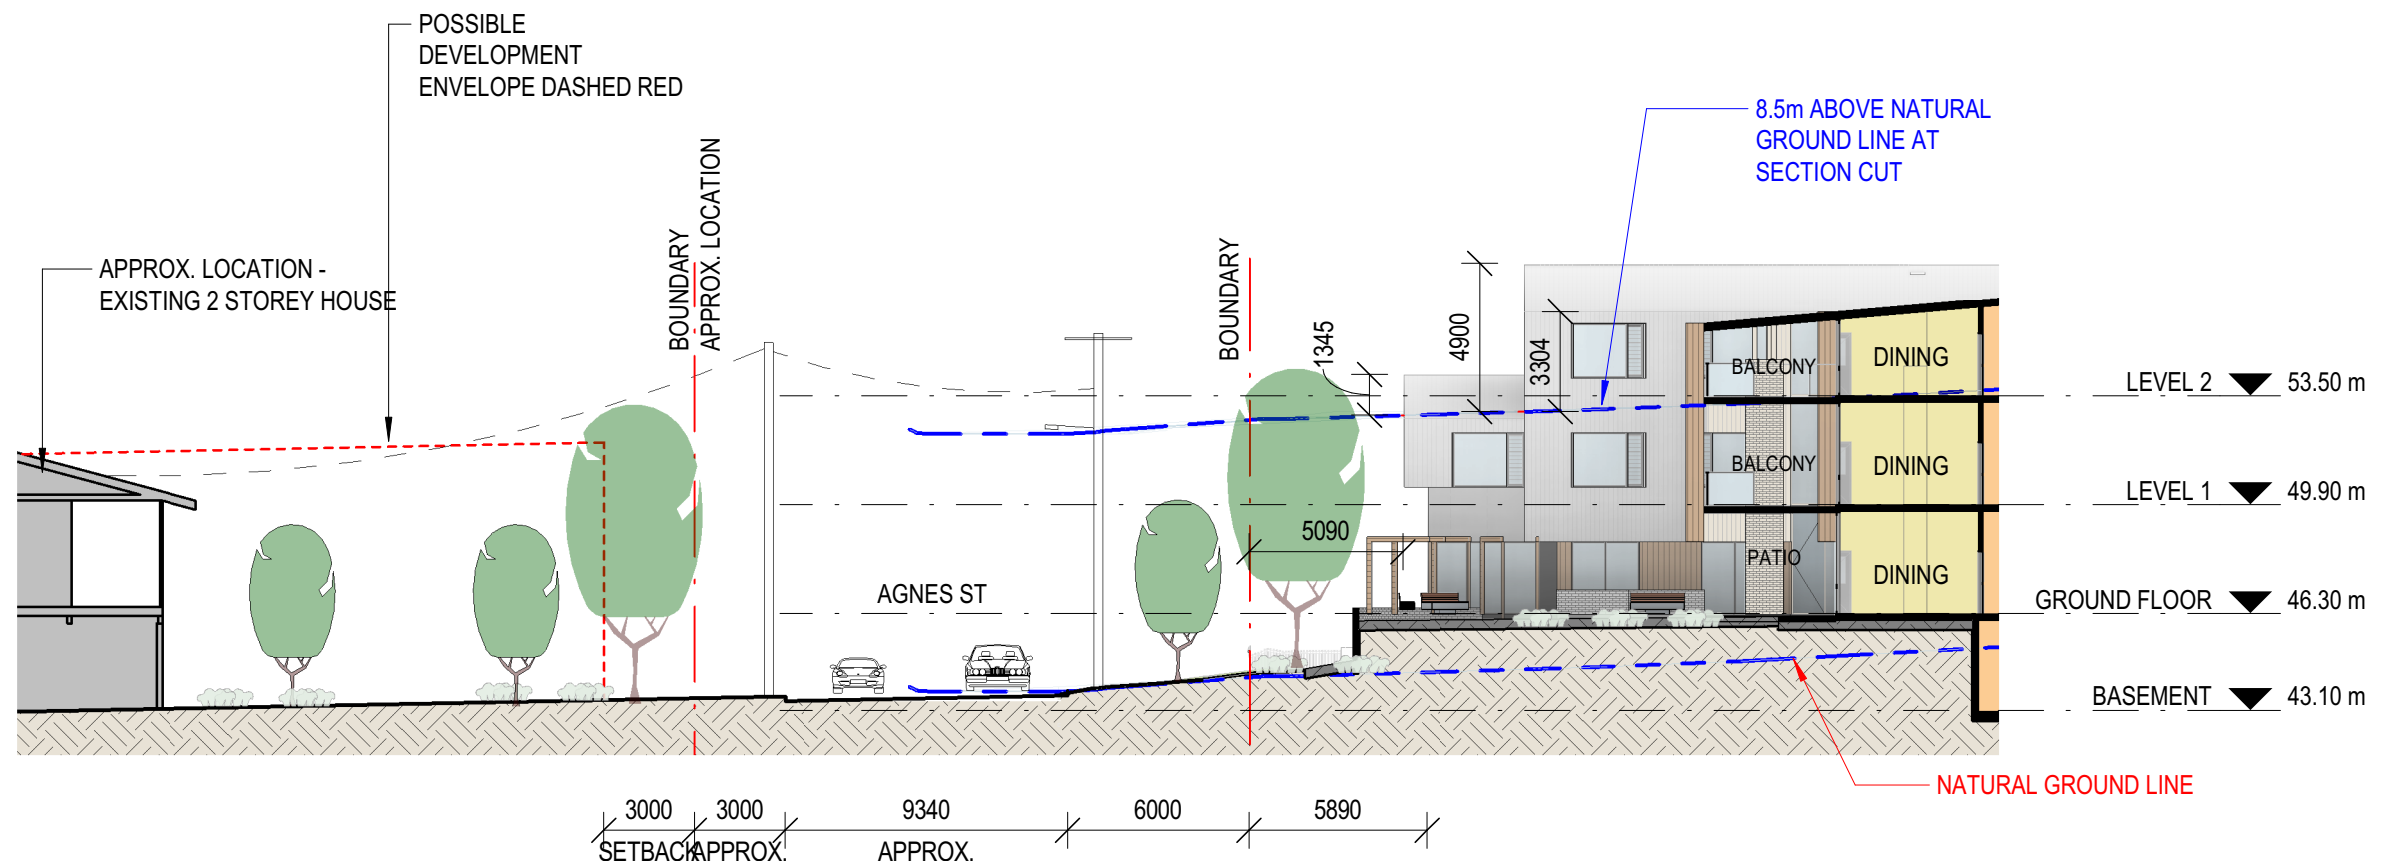 POSSIBLE
DEVELOPMENT
ENVELOPE DASHED RED
8.5m ABOVE NATURAL
GROUND LINE AT
SECTION CUT
APPROX. LOCATION -
EXISTING 2 STOREY HOUSE
BOUNDARY
APPROX. LOCATION
BOUNDARY
1345
4900
3304
BALCONY
DINING
LEVEL 2
53.50 m
BALCONY
DINING
LEVEL 1
49.90 m
5090
PATIO
DINING
AGNES ST
GROUND FLOOR
46.30 m
BASEMENT
43.10 m
NATURAL GROUND LINE
3000
3000
9340
6000
5890
SETBACK
APPROX.
APPROX.